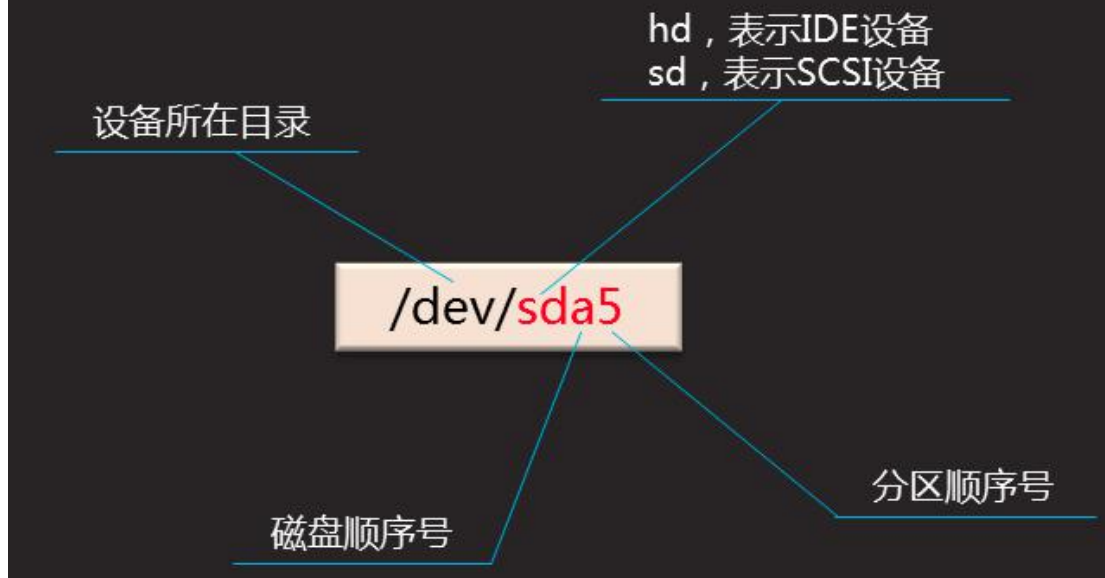 hd，表示IDE设备
sd，表示SCSI设备
设备所在目录
/dev/sda5
分区顺序号
磁盘顺序号